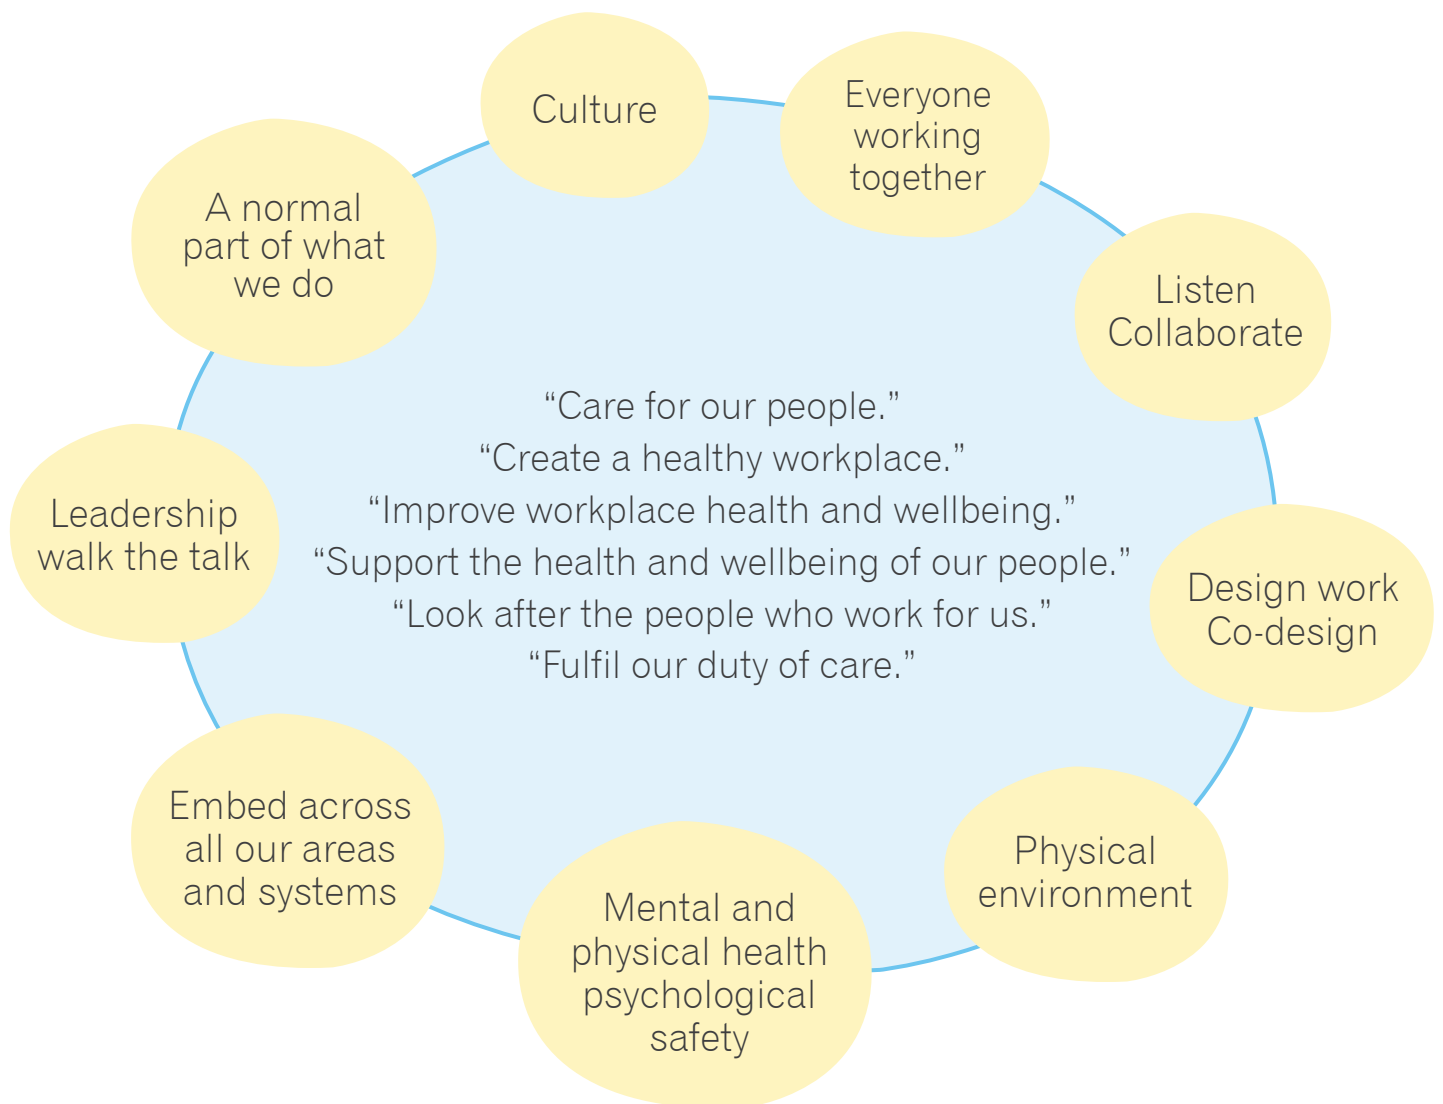 Culture
Everyone
working
together
Listen
Collaborate
Design work
Co-design
Physical
environment
Mental and
physical health
psychological
safety
Embed across
all our areas
and systems
Leadership
walk the talk
A normal
part of what
we do
“Care for our people.”
“Create a healthy workplace.”
“Improve workplace health and wellbeing.”
“Support the health and wellbeing of our people.”
“Look after the people who work for us.”
“Fulfil our duty of care.”